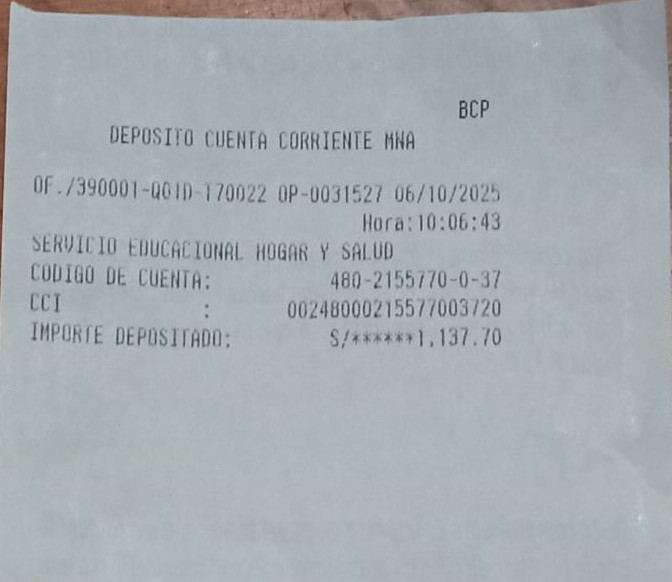 BCP
DEPOSITO CUENTA CORRIENTE MNA
OF./390001-QOID-T70022 OP-0031527 06/10/2025
Hora:10:06:43
SERVICIO EDUCACIONAL HOGAR Y SALUD
CODIGO DE CUENTA: 480-2155770-0-37
CCI : 00248000215577003720
IMPORTE DEPOSITADO: S/******1,137.70